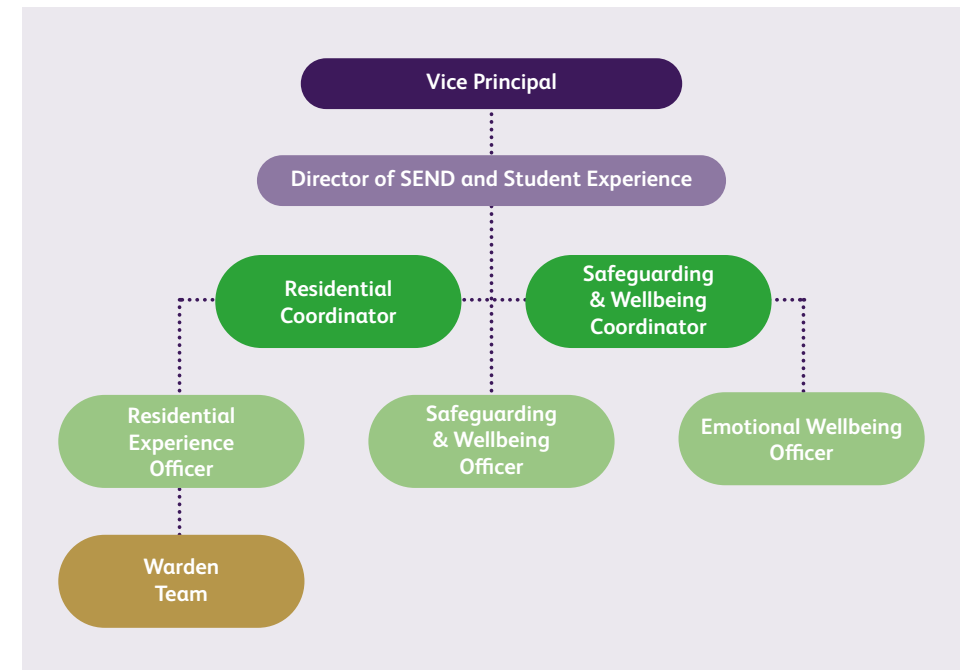 Vice Principal
Director of SEND and Student Experience
Residential
Coordinator
Safeguarding
& Wellbeing
Coordinator
Residential
Experience
Officer
Safeguarding
& Wellbeing
Officer
Emotional Wellbeing
Officer
Warden
Team